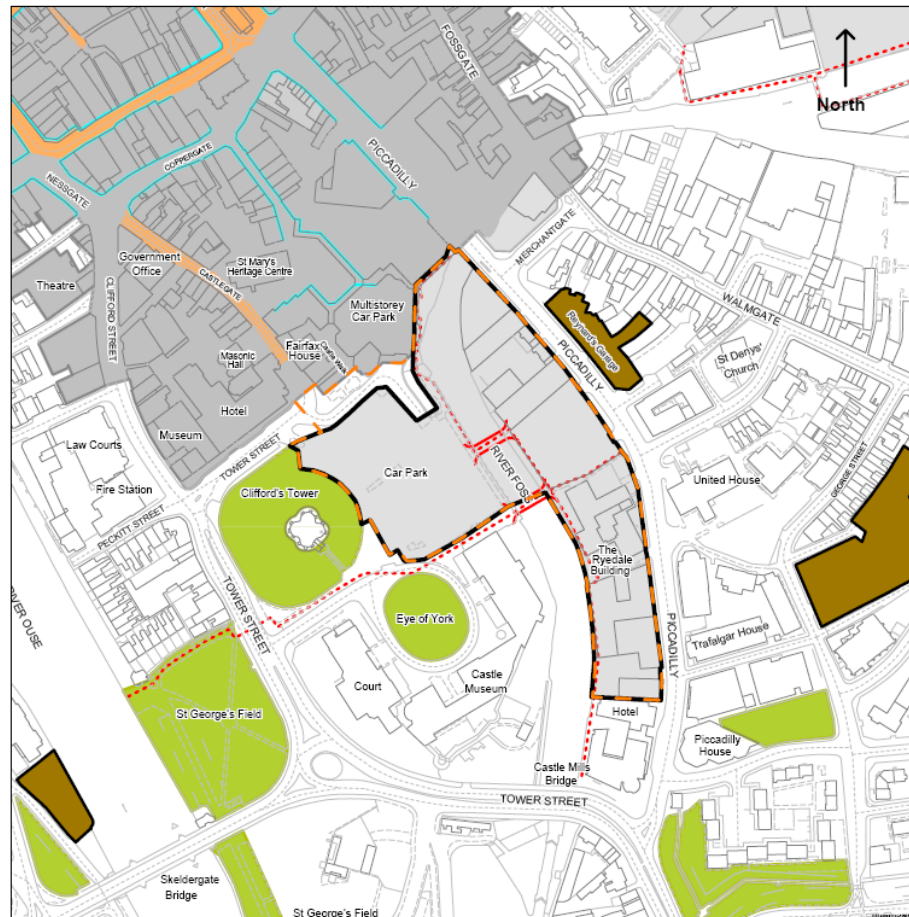 FOSSGATE
North
PICCADILLY
COPPERGATE
NESSGATE
MERCHANTGATE
Government
Office
St Mary's
Heritage Centre
CASTLEGATE
Theatre
CLIFFORD STREET
Multistorey
Car Park
WALMGATE
Reynard's Garage
PICCADILLY
Fairfax
House
Castle Walk
Masonic
Hall
St Denys'
Church
Hotel
Museum
TOWER STREET
Law Courts
Car Park
RIVER FOSS
United House
GEORGE STREET
Fire Station
Clifford's Tower
PECKITT STREET
The
Ryedale
Building
RIVER OUSE
TOWER STREET
Eye of York
PICCADILLY
Trafalgar House
Court
Castle
Museum
St George's Field
Hotel
Piccadilly
House
Castle Mills
Bridge
TOWER STREET
Skeldergate
Bridge
St George's Field